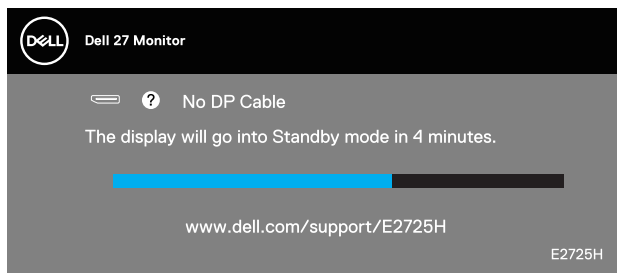 DELL
Dell 27 Monitor
? No DP Cable
The display will go into Standby mode in 4 minutes.
www.dell.com/support/E2725H
E2725H